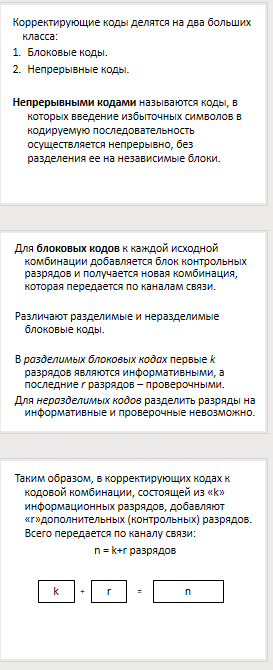 Корректирующие коды делятся на два больших
класса:
1. Блоковые коды.
2. Непрерывными коды.
Непрерывными кодами называются коды, в
которых введение избыточных символов в
кодируемую последовательность
осуществляется непрерывно, без
разделения ее на независимые блоки.
Для блоковых кодов к каждой исходной
комбинации добавляется блок контрольных
разрядов и получается новая комбинация,
которая передается по каналам связи.
Различают разделимые и неразделимые
блоковые коды.
В разделимых блоковых кодах первые k
разрядов являются информативными, а
последние r разрядов – проверочными.
Для неразделимых кодов разделить разряды на
информативные и проверочные невозможно.
Таким образом, в корректирующих кодах к
кодовой комбинации, состоящей из «k»
информационных разрядов, добавляют
«r»дополнительных (контрольных) разрядов.
Всего передается по каналу связи:
n = k+r разрядов
k + r = n